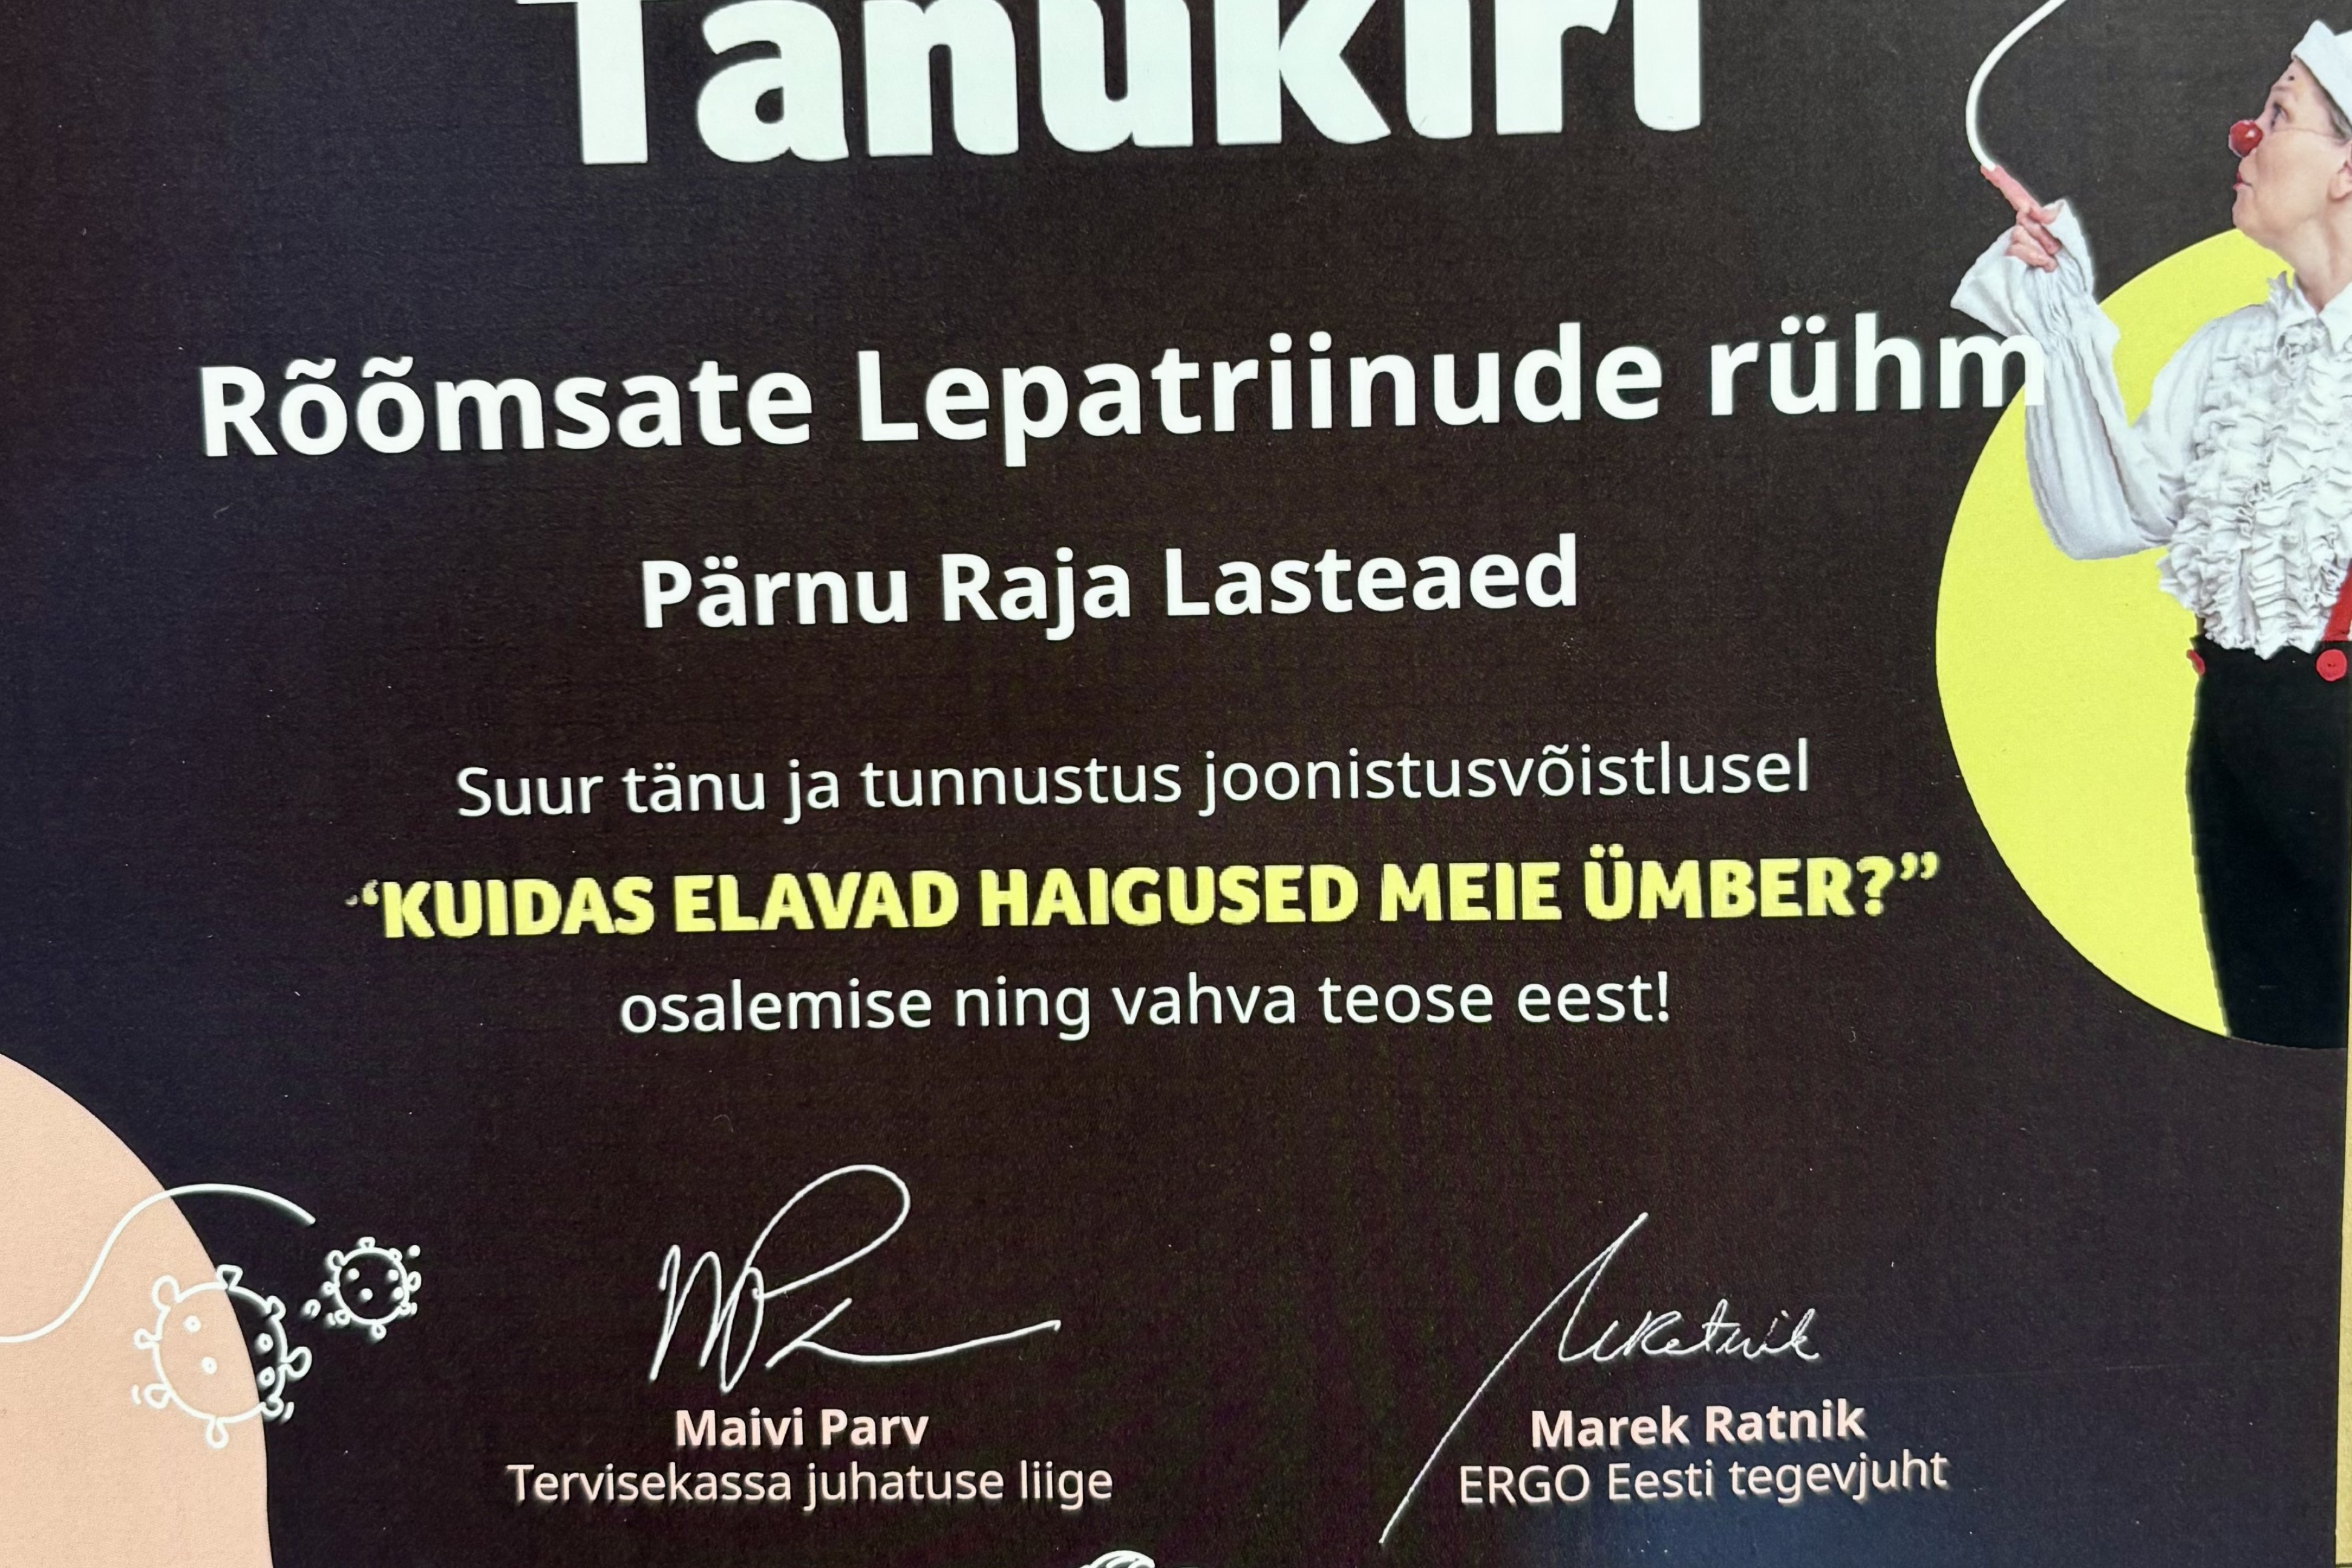 Tänukiri
Rõõmsate Lepatriinude rühm
Pärnu Raja Lasteaed
Suur tänu ja tunnustus joonistusvõistlusel
“KUIDAS ELAVAD HAIGUSED MEIE ÜMBER?”
osalemise ning vahva teose eest!
Maivi Parv
Tervisekassa juhatuse liige
Marek Ratnik
ERGO Eesti tegevjuht